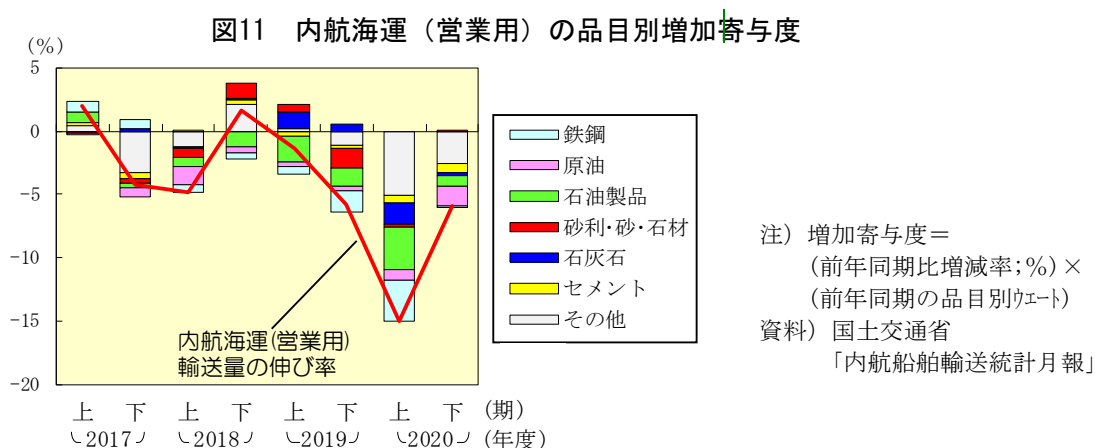 図11　内航海運（営業用）の品目別増加寄与度
(%)
5
0
-5
-10
-15
-20
内航海運(営業用)
輸送量の伸び率
上 下 上 下 上 下 上 下 (期)
2017 2018 2019 2020 (年度)
鉄鋼
原油
石油製品
砂利・砂・石材
石灰石
セメント
その他
注）増加寄与度＝
(前年同期比増減率;%)×
(前年同期の品目別ｳｴｰﾄ)
資料）国土交通省
「内航船舶輸送統計月報」